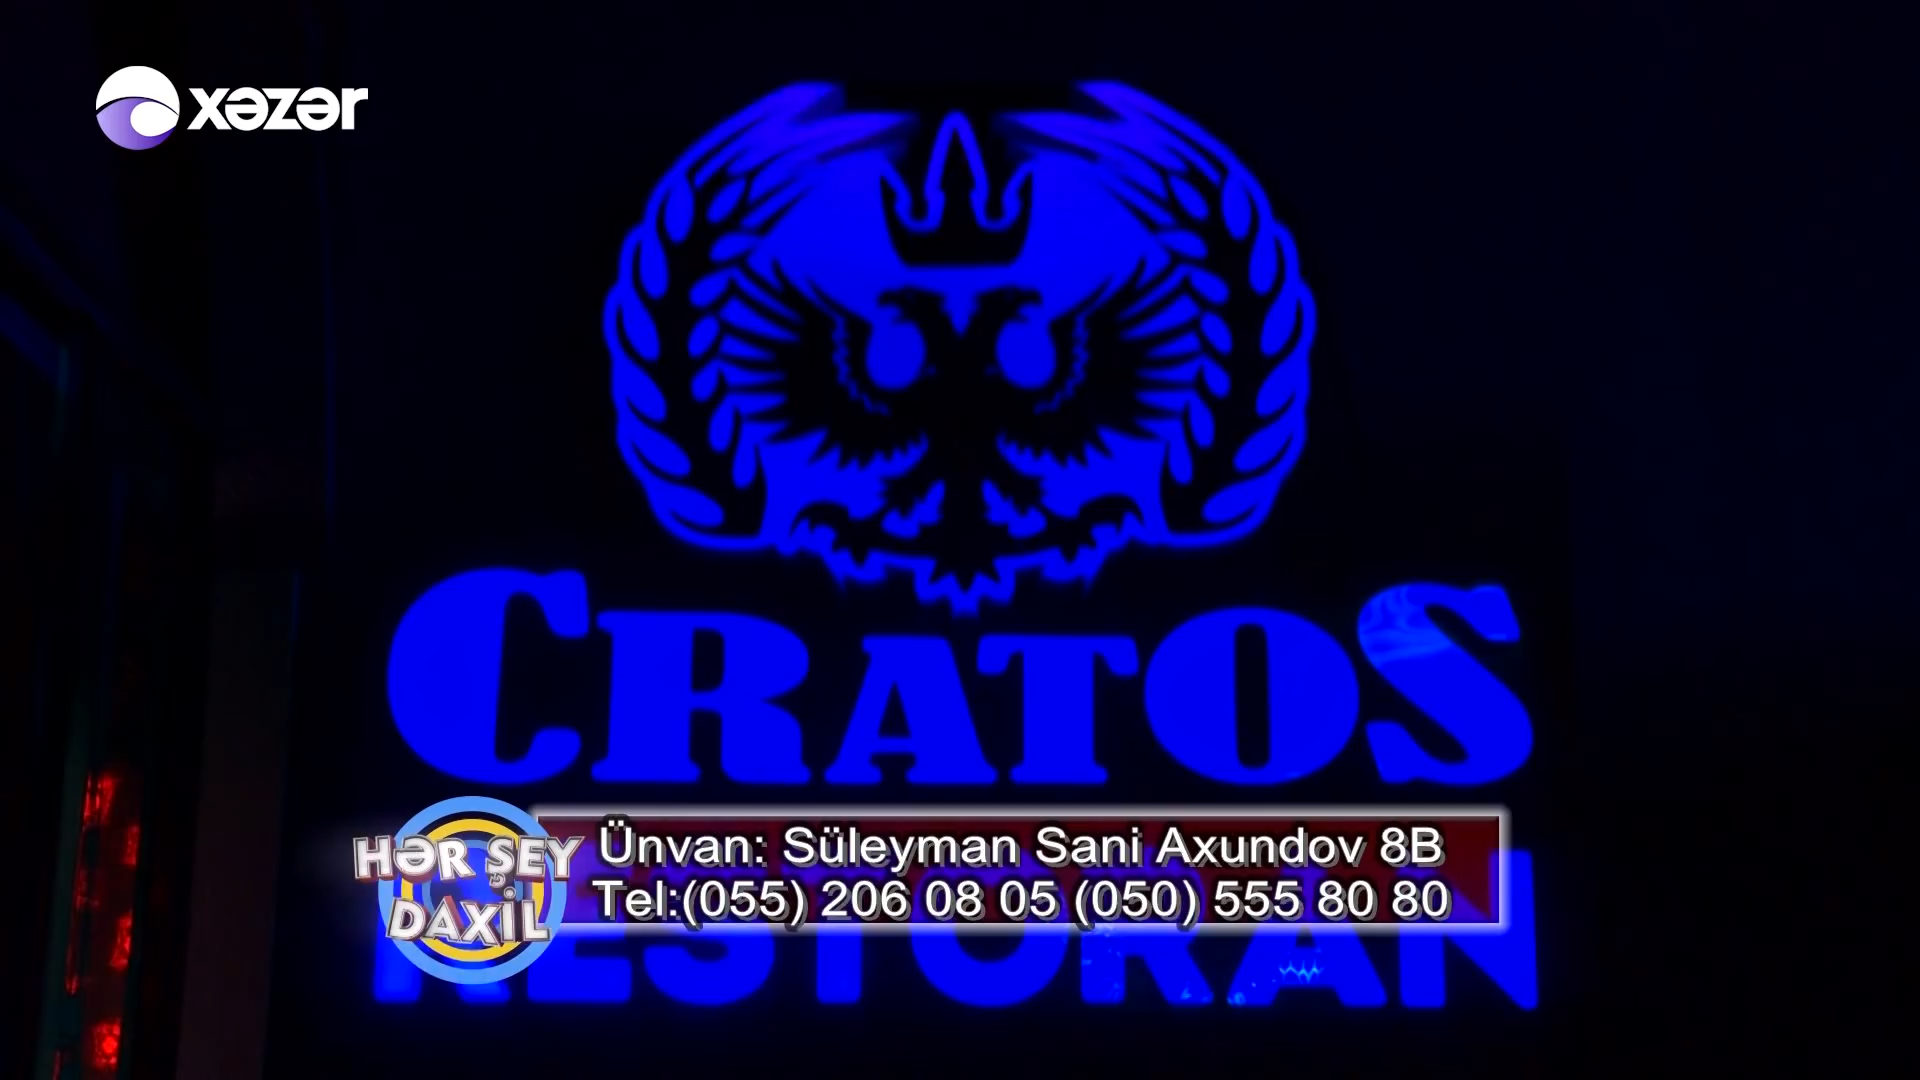 xəzər
CRATOS
HƏR ŞEY
DAXİL
Ünvan: Süleyman Sani Axundov 8B
Tel:(055) 206 08 05 (050) 555 80 80
RESTORAN